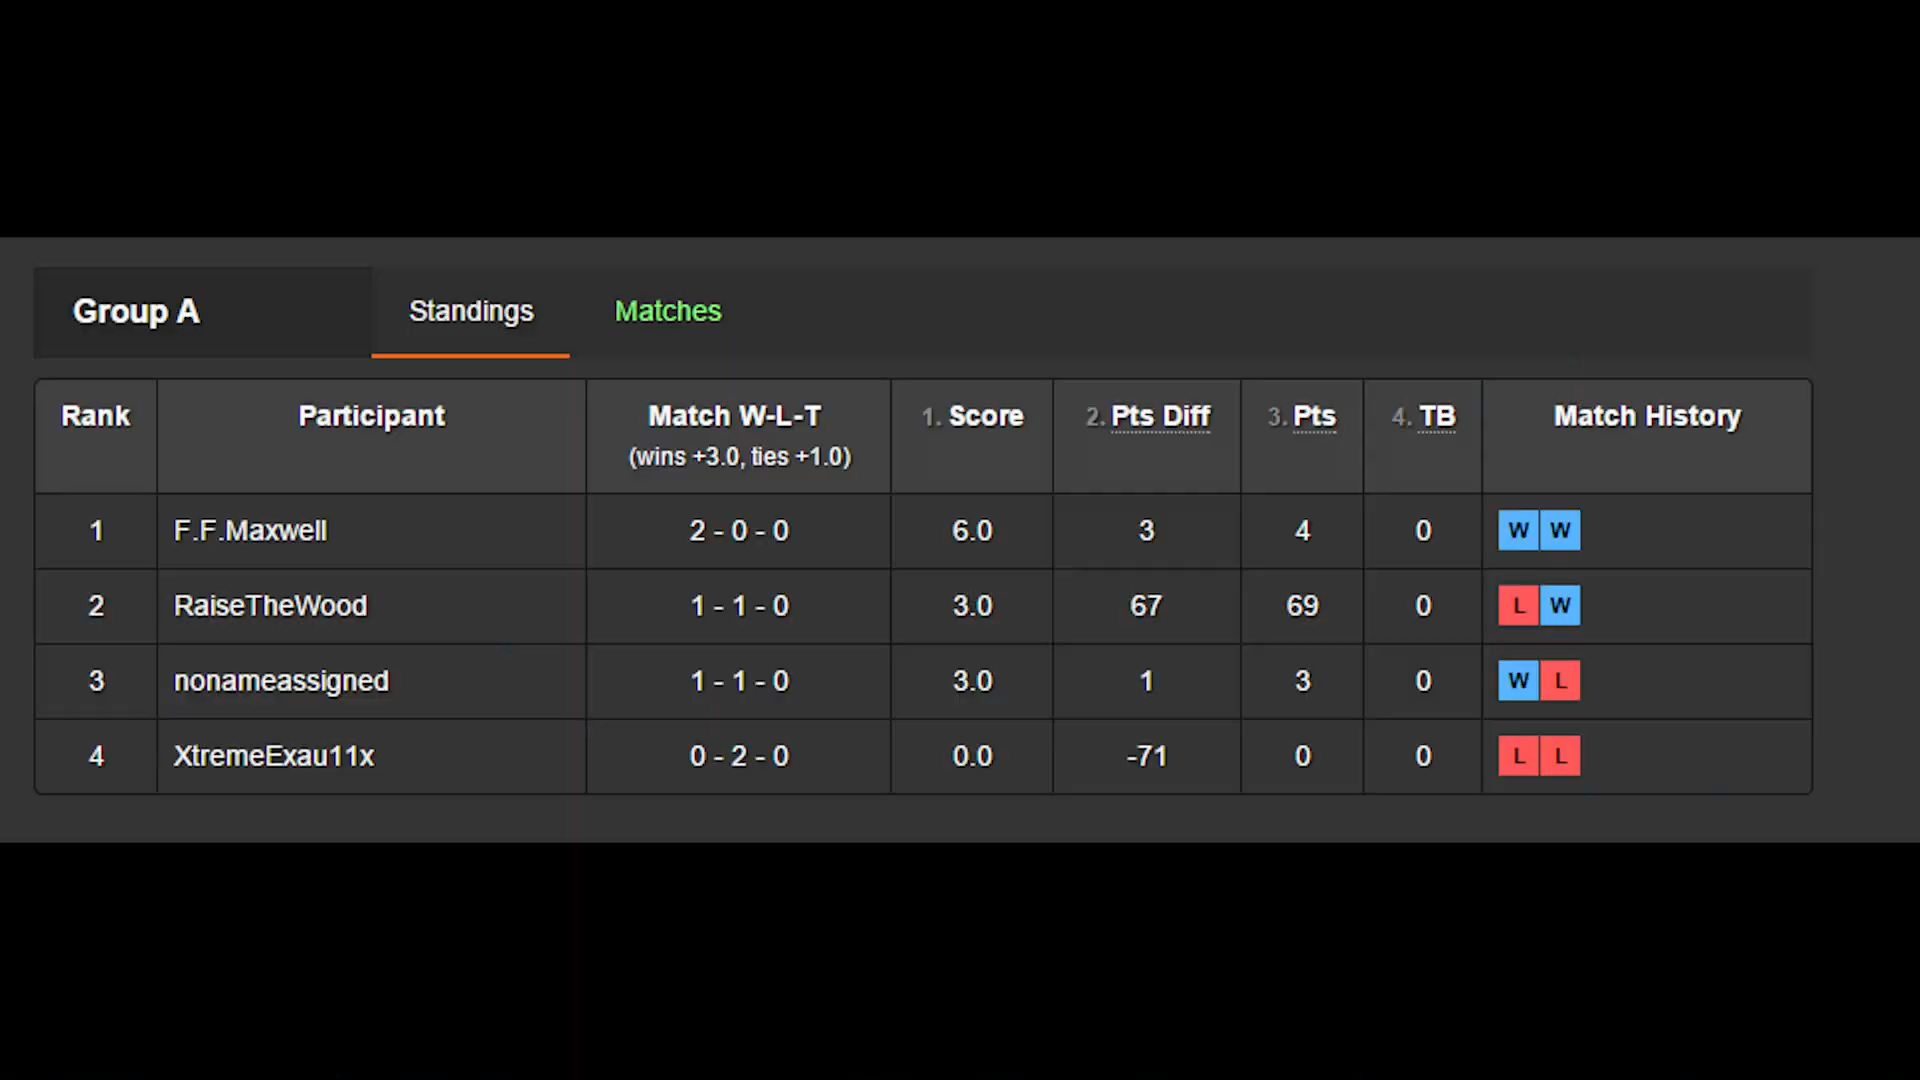 Group A Standings Matches
Rank Participant Match W-L-T 1. Score 2. Pts Diff 3. Pts 4. TB Match History
(wins +3.0, ties +1.0)
1 F.F.Maxwell 2 - 0 - 0 6.0 3 4 0 W W
2 RaiseTheWood 1 - 1 - 0 3.0 67 69 0 L W
3 nonameassigned 1 - 1 - 0 3.0 1 3 0 W L
4 XtremeExau11x 0 - 2 - 0 0.0 -71 0 0 L L